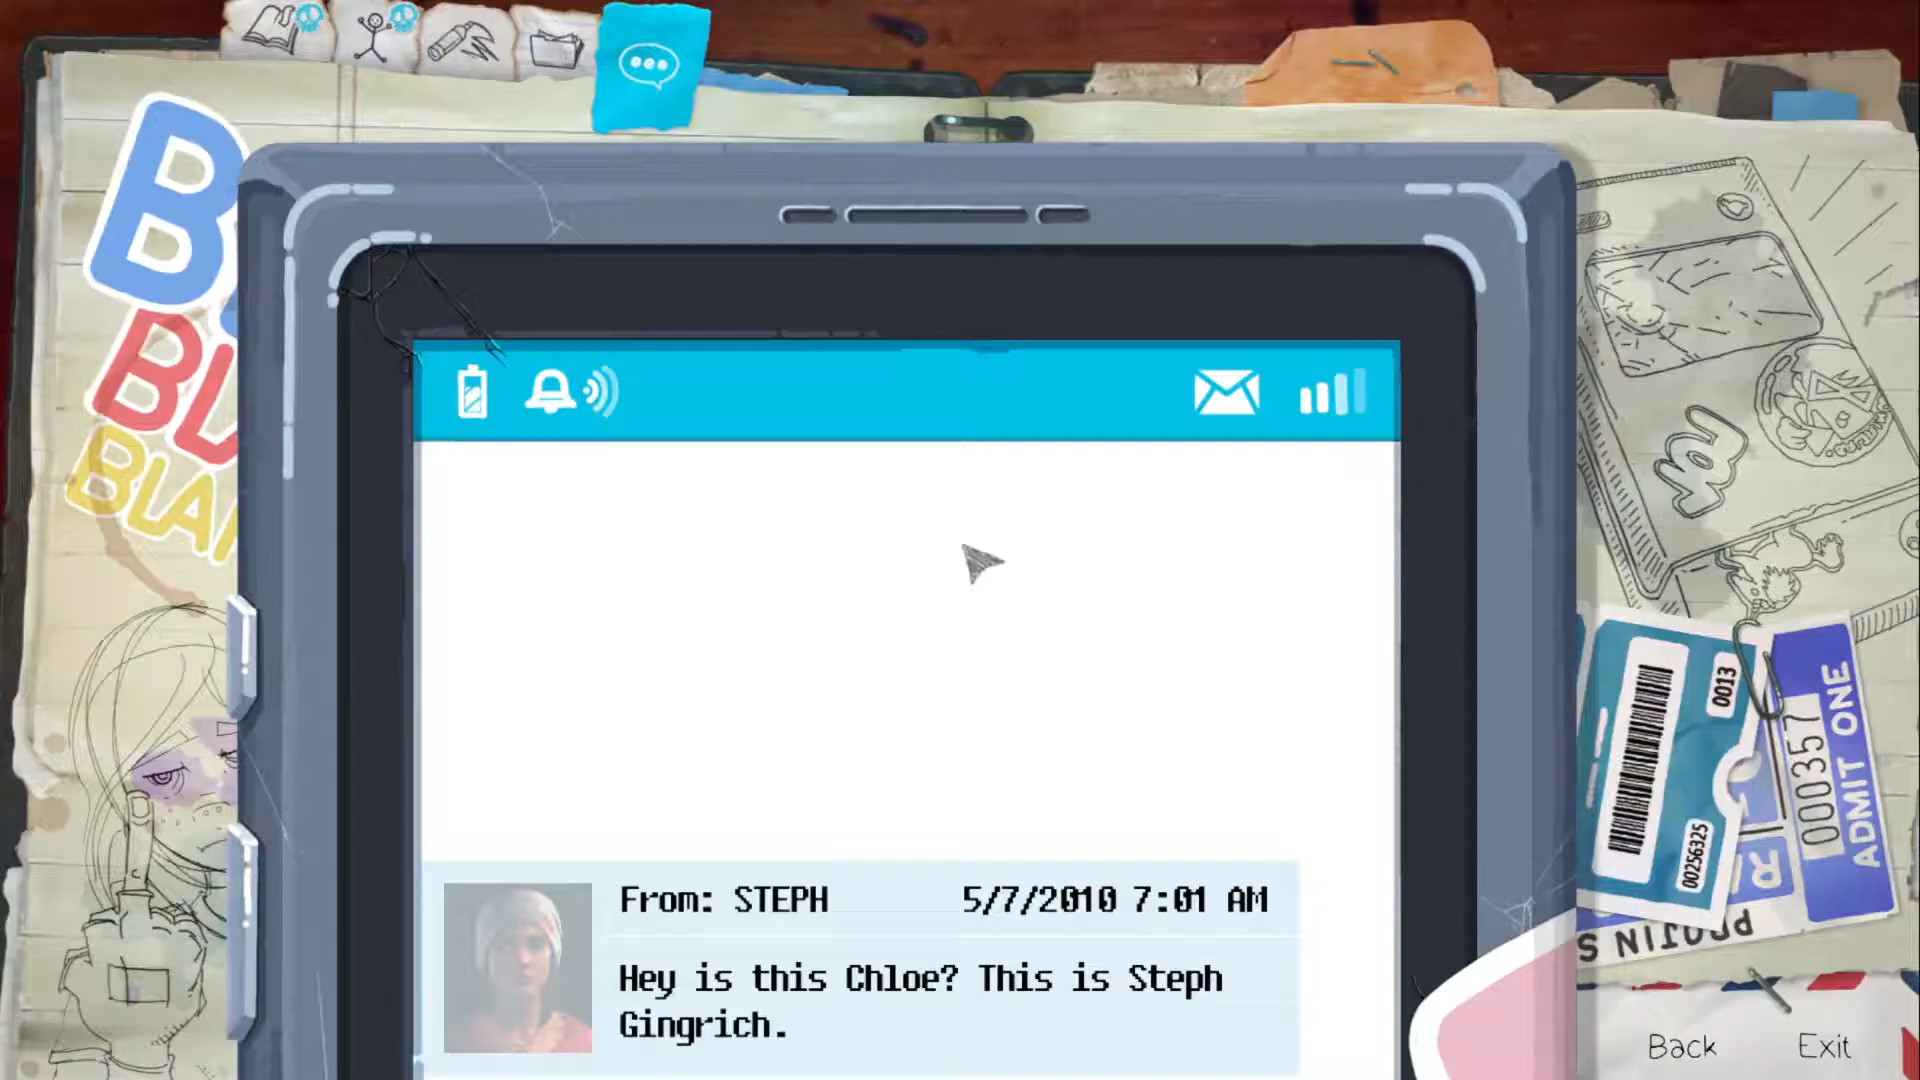 BLAH
From: STEPH 5/7/2010 7:01 AM
Hey is this Chloe? This is Steph
Gingrich.
0013
00256325
000357
ADMIT ONE
Back Exit